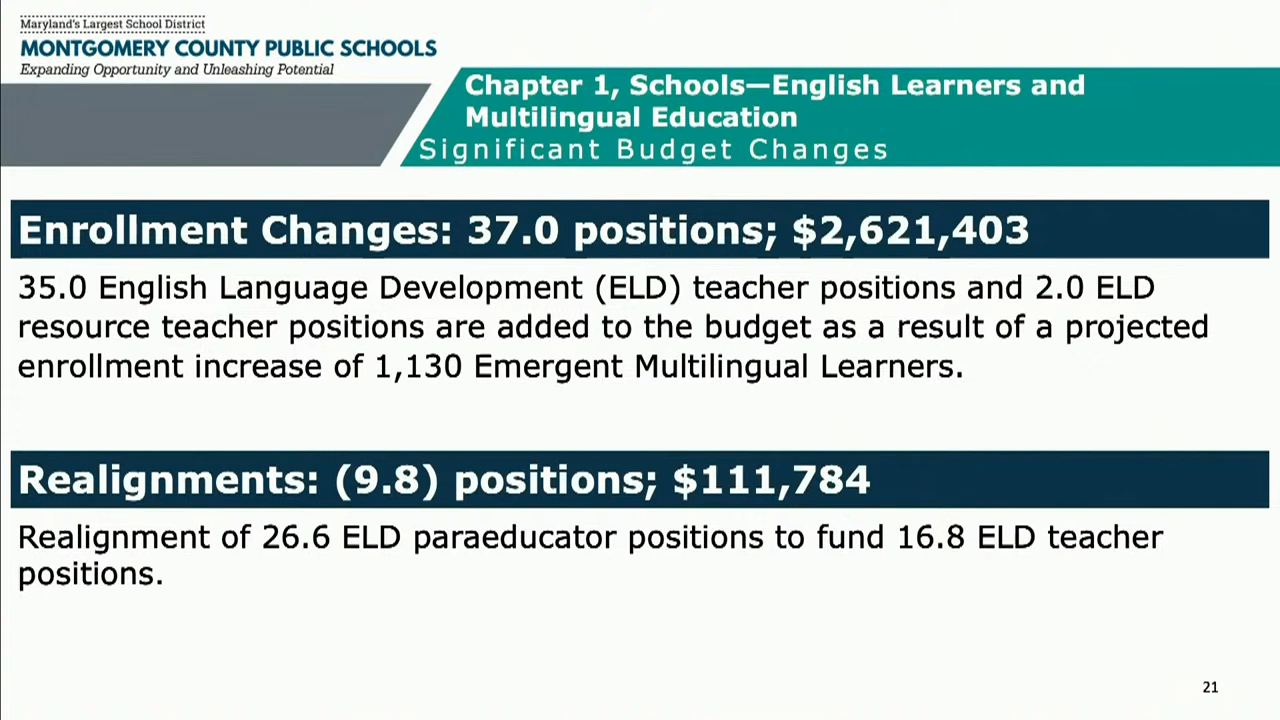 Maryland's Largest School District
MONTGOMERY COUNTY PUBLIC SCHOOLS
Expanding Opportunity and Unleashing Potential
Chapter 1, Schools—English Learners and
Multilingual Education
Significant Budget Changes
Enrollment Changes: 37.0 positions; $2,621,403
35.0 English Language Development (ELD) teacher positions and 2.0 ELD
resource teacher positions are added to the budget as a result of a projected
enrollment increase of 1,130 Emergent Multilingual Learners.
Realignments: (9.8) positions; $111,784
Realignment of 26.6 ELD paraeducator positions to fund 16.8 ELD teacher
positions.
21